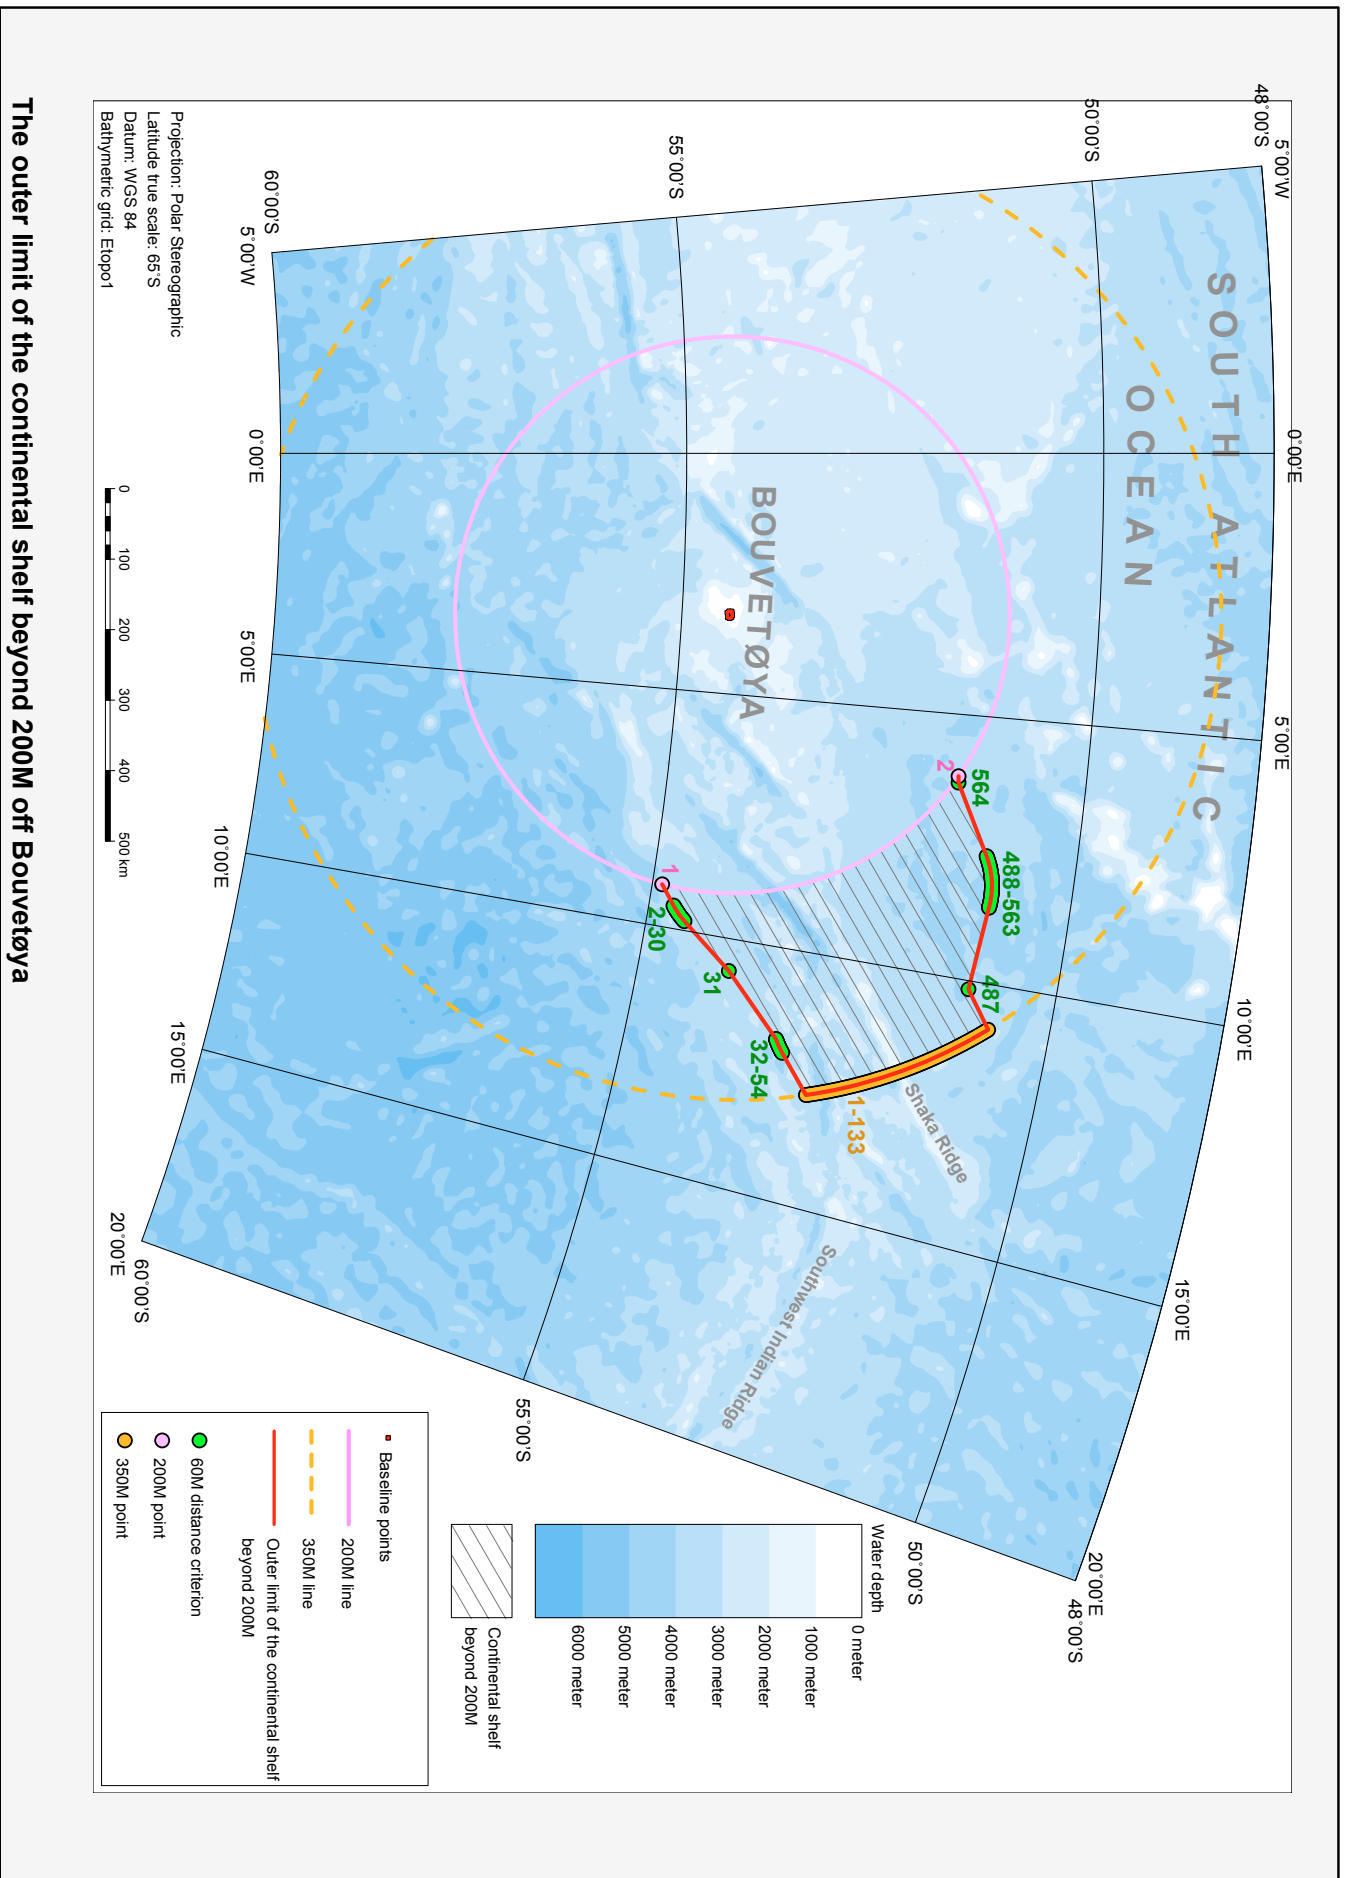 5°00'W
0°00'E
5°00'E
10°00'E
15°00'E
20°00'E
48°00'S
48°00'S
SOUTH ATLANTIC
OCEAN
50°00'S
50°00'S
564
2
488-563
487
BOUVETØYA
Shaka Ridge
1-133
Southwest Indian Ridge
1
2-30
31
32-54
55°00'S
55°00'S
60°00'S
60°00'S
5°00'W
0°00'E
5°00'E
10°00'E
15°00'E
20°00'E
Projection: Polar Stereographic
Latitude true scale: 65°S
Datum: WGS 84
Bathymetric grid: Etopo1
0 100 200 300 400 500 km
Water depth
0 meter
1000 meter
2000 meter
3000 meter
4000 meter
5000 meter
6000 meter
Continental shelf
beyond 200M
Baseline points
200M line
350M line
Outer limit of the continental shelf
beyond 200M
60M distance criterion
200M point
350M point
The outer limit of the continental shelf beyond 200M off Bouvetøya